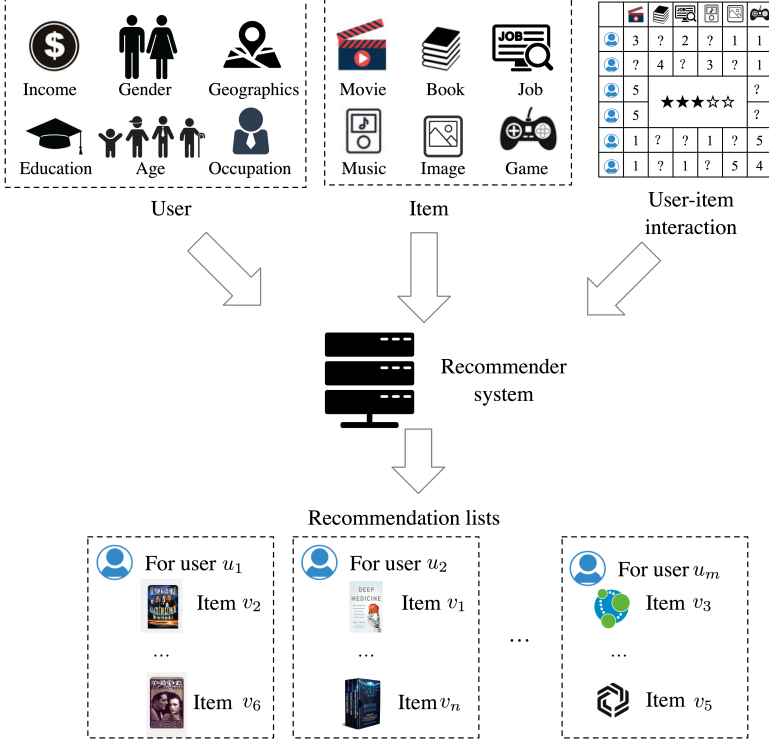 Income Gender Geographics
Education Age Occupation
User
Movie Book Job
JOB
Music Image Game
Item
3 ? 2 ? 1 1
? 4 ? 3 ? 1
5 ?
★★★☆☆
5 ?
1 ? ? 1 ? 5
1 ? 1 ? 5 4
User-item
interaction
Recommender
system
Recommendation lists
For user u₁
Item v₂
...
Item v₆
For user u₂
DEEP
MEDICINE
Item v₁
...
Item vₙ
...
For user uₘ
Item v₃
...
Item v₅